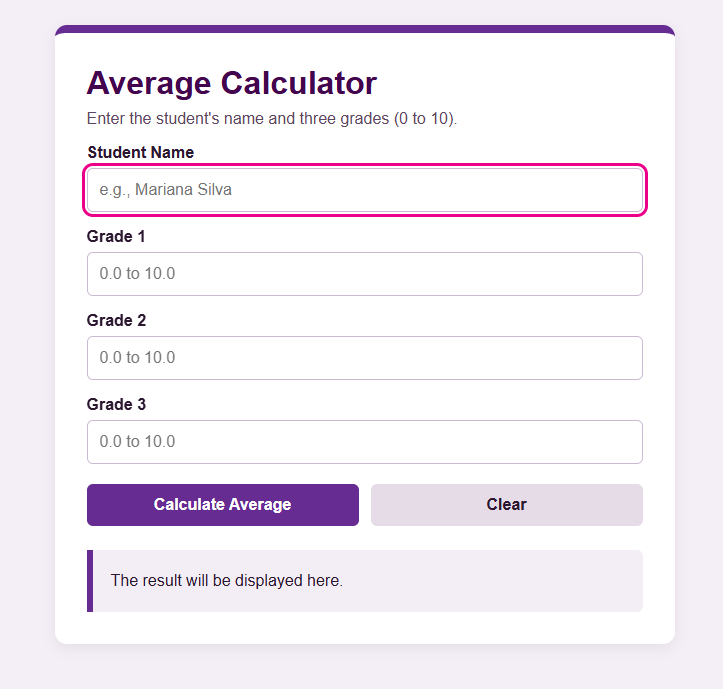 Average Calculator
Enter the student's name and three grades (0 to 10).
Student Name
e.g., Mariana Silva
Grade 1
0.0 to 10.0
Grade 2
0.0 to 10.0
Grade 3
0.0 to 10.0
Calculate Average Clear
The result will be displayed here.